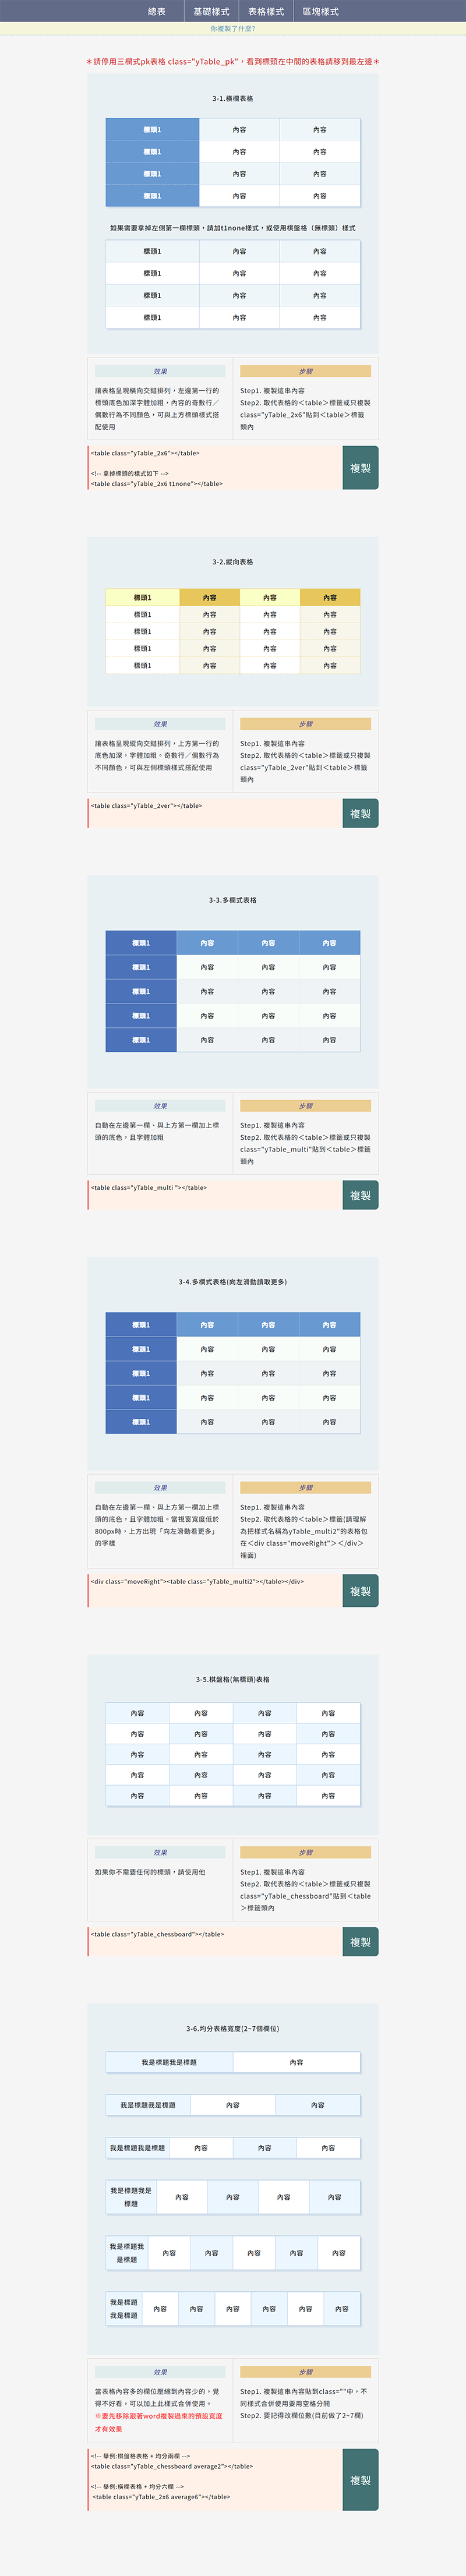 總表 基礎樣式 表格樣式 區塊樣式
你複製了什麼?
＊請停用三欄式pk表格 class="yTable_pk"，看到標頭在中間的表格請移到最左邊＊
3-1.橫欄表格
標頭1 內容 內容
標頭1 內容 內容
標頭1 內容 內容
標頭1 內容 內容
如果需要拿掉左側第一欄標頭，請加t1none樣式，或使用棋盤格（無標頭）樣式
標頭1 內容 內容
標頭1 內容 內容
標頭1 內容 內容
標頭1 內容 內容
效果
讓表格呈現橫向交錯排列，左邊第一行的
標頭底色加深字體加粗，內容的奇數行／
偶數行為不同顏色，可與上方標頭樣式搭
配使用
步驟
Step1. 複製這串內容
Step2. 取代表格的＜table＞標籤或只複製
class="yTable_2x6"貼到＜table＞標籤
頭內
<table class="yTable_2x6"></table>
<!-- 拿掉標頭的樣式如下 -->
<table class="yTable_2x6 t1none"></table>
複製
3-2.縱向表格
標頭1 內容 內容 內容
標頭1 內容 內容 內容
標頭1 內容 內容 內容
標頭1 內容 內容 內容
標頭1 內容 內容 內容
效果
讓表格呈現縱向交錯排列，上方第一行的
底色加深，字體加粗。奇數行／偶數行為
不同顏色，可與左側標頭樣式搭配使用
步驟
Step1. 複製這串內容
Step2. 取代表格的＜table＞標籤或只複製
class="yTable_2ver"貼到＜table＞標籤
頭內
<table class="yTable_2ver"></table>
複製
3-3.多欄式表格
標頭1 內容 內容 內容
標頭1 內容 內容 內容
標頭1 內容 內容 內容
標頭1 內容 內容 內容
標頭1 內容 內容 內容
效果
自動在左邊第一欄、與上方第一欄加上標
頭的底色，且字體加粗
步驟
Step1. 複製這串內容
Step2. 取代表格的＜table＞標籤或只複製
class="yTable_multi"貼到＜table＞標籤
頭內
<table class="yTable_multi "></table>
複製
3-4.多欄式表格(向左滑動讀取更多)
標頭1 內容 內容 內容
標頭1 內容 內容 內容
標頭1 內容 內容 內容
標頭1 內容 內容 內容
標頭1 內容 內容 內容
效果
自動在左邊第一欄、與上方第一欄加上標
頭的底色，且字體加粗。當視窗寬度低於
800px時，上方出現「向左滑動看更多」
的字樣
步驟
Step1. 複製這串內容
Step2. 取代表格的＜table＞標籤(請理解
為把樣式名稱為yTable_multi2"的表格包
在＜div class="moveRight"＞＜/div＞
裡面)
<div class="moveRight"><table class="yTable_multi2"></table></div>
複製
3-5.棋盤格(無標頭)表格
內容 內容 內容 內容
內容 內容 內容 內容
內容 內容 內容 內容
內容 內容 內容 內容
內容 內容 內容 內容
效果
如果你不需要任何的標頭，請使用他
步驟
Step1. 複製這串內容
Step2. 取代表格的＜table＞標籤或只複製
class="yTable_chessboard"貼到＜table
＞標籤頭內
<table class="yTable_chessboard"></table>
複製
3-6.均分表格寬度(2~7個欄位)
我是標題我是標題 內容
我是標題我是標題 內容 內容
我是標題我是標題 內容 內容 內容
我是標題我是
標題 內容 內容 內容 內容
我是標題我
是標題 內容 內容 內容 內容 內容
我是標題
我是標題 內容 內容 內容 內容 內容 內容
效果
當表格內容多的欄位壓縮到內容少的，覺
得不好看，可以加上此樣式合併使用。
※要先移除跟著word複製過來的預設寬度
才有效果
步驟
Step1. 複製這串內容貼到class=""中，不
同樣式合併使用要用空格分開
Step2. 要記得改欄位數(目前做了2~7欄)
<!-- 舉例:棋盤格表格 + 均分兩欄 -->
<table class="yTable_chessboard average2"></table>
<!-- 舉例:橫欄表格 + 均分六欄 -->
<table class="yTable_2x6 average6"></table>
複製